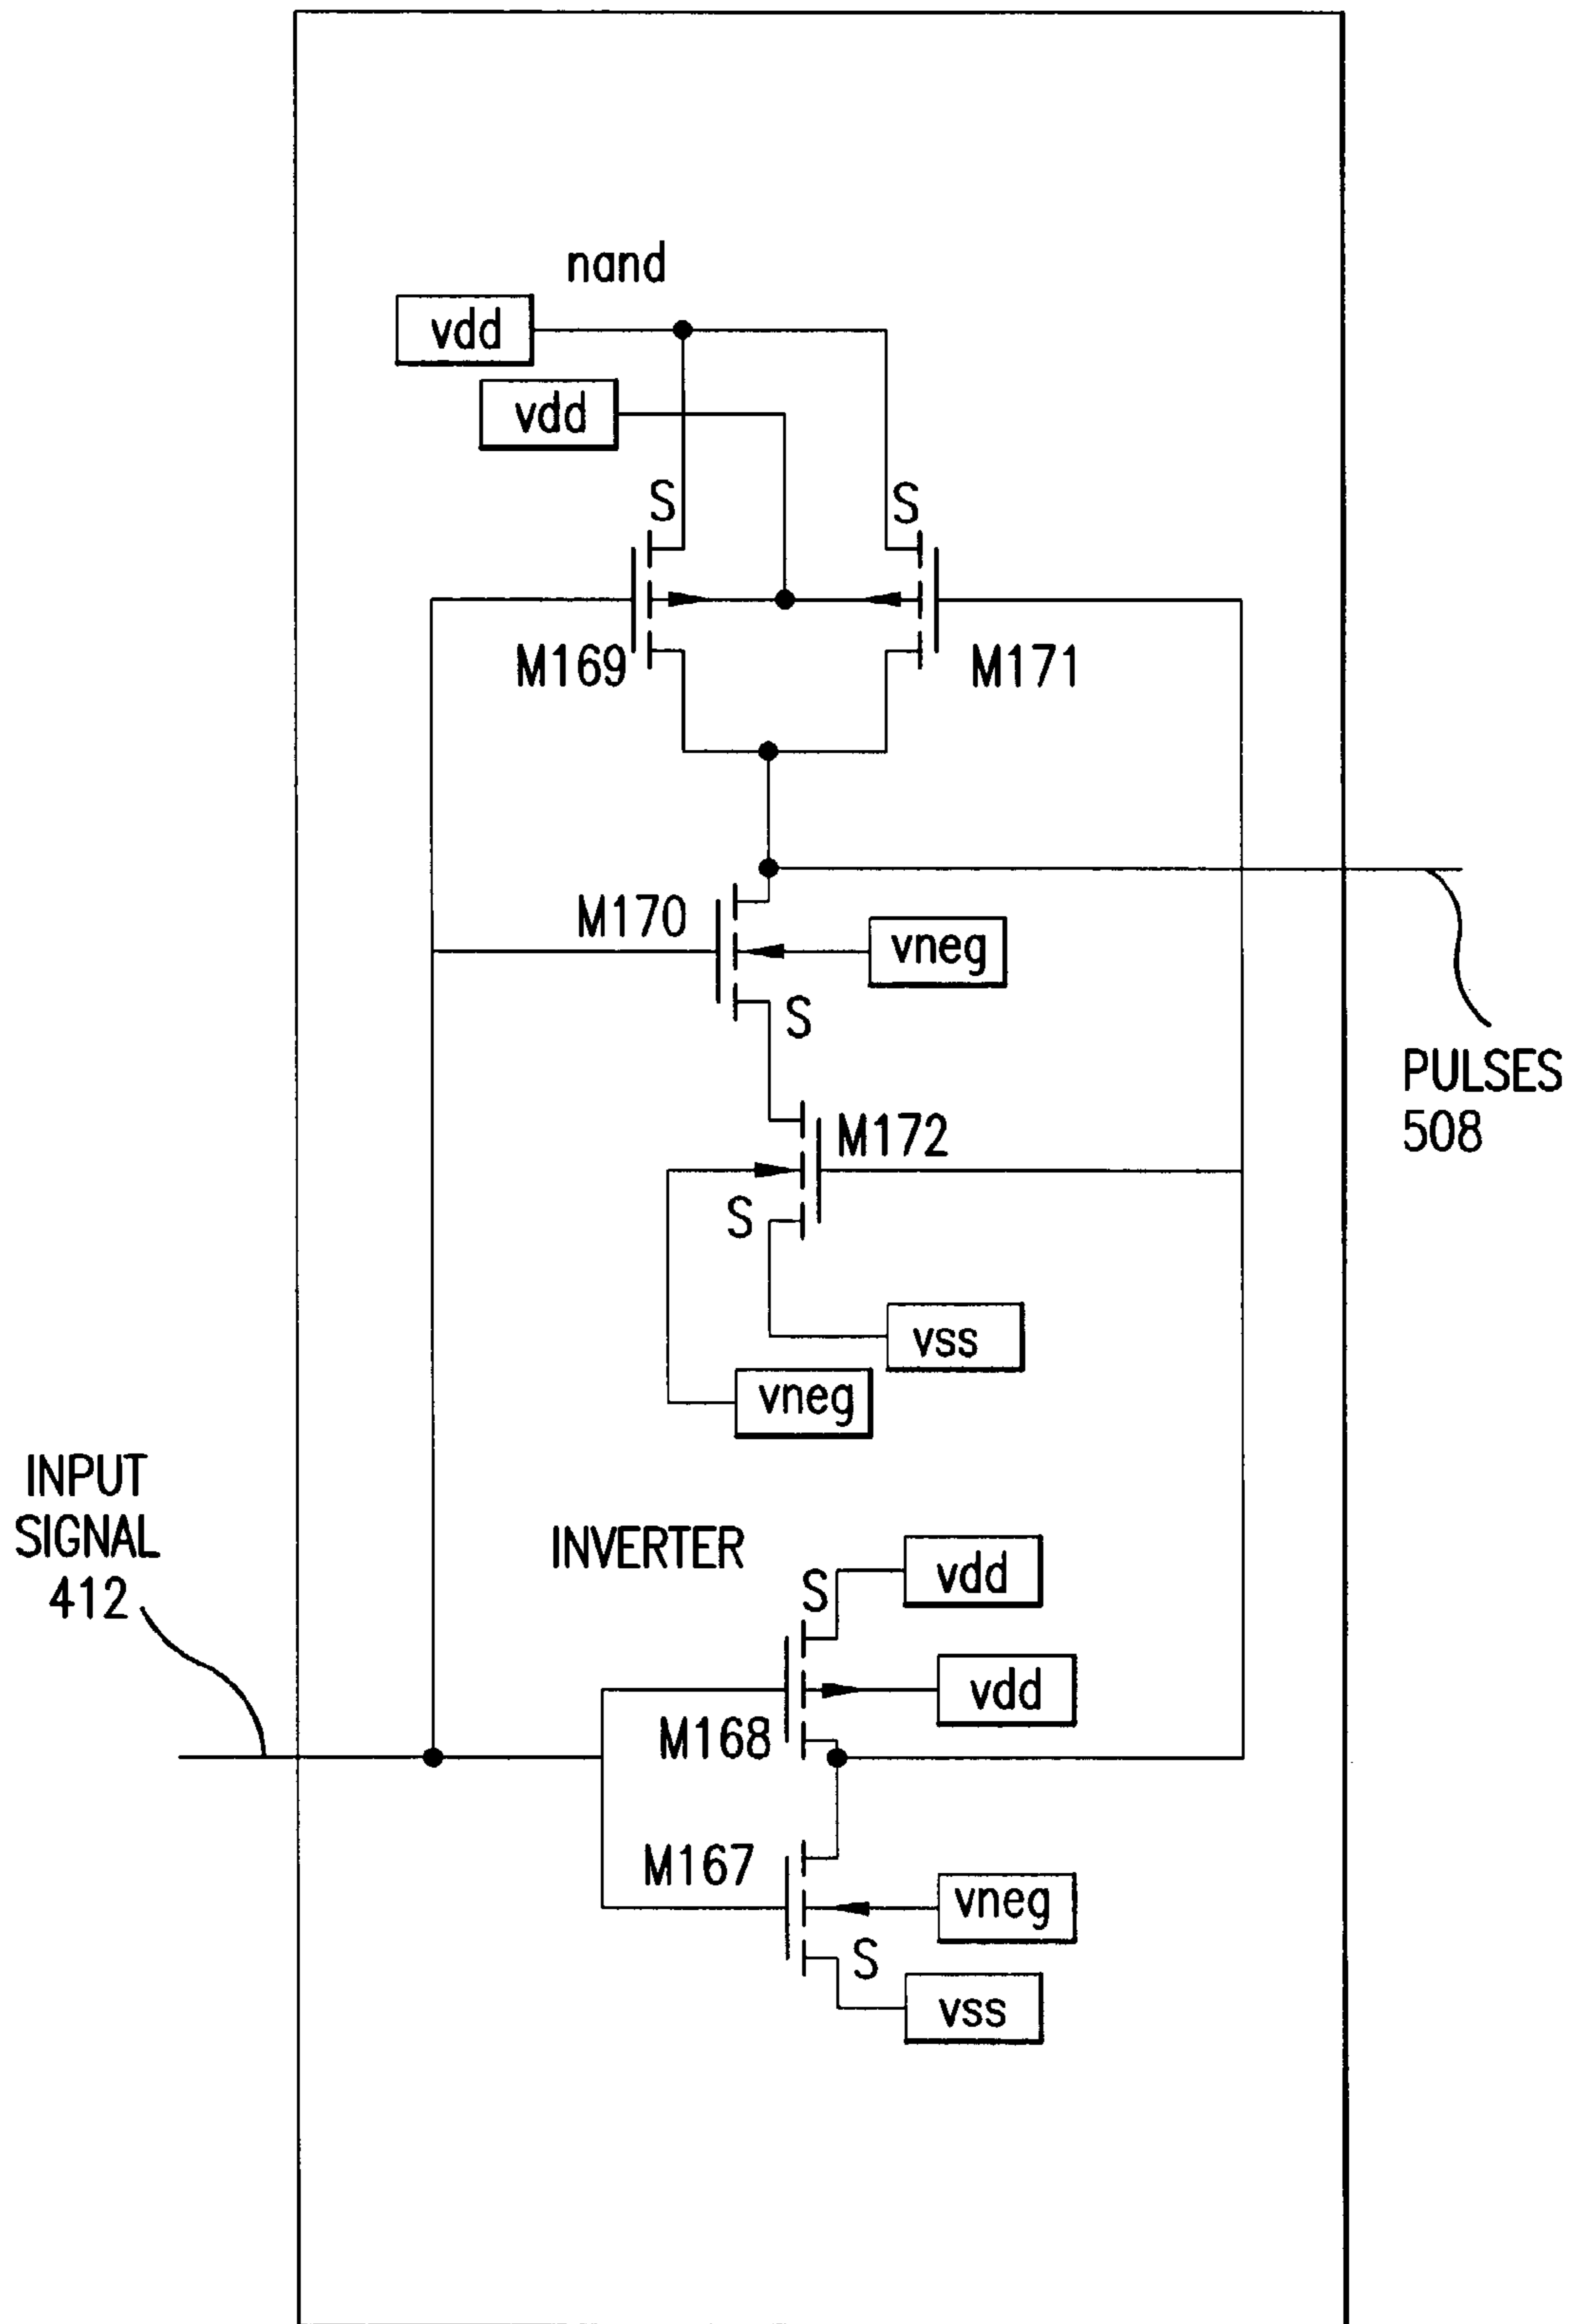 nand
vdd
vdd
S
S
M169
M171
M170
vneg
S
PULSES
508
M172
S
vss
vneg
INPUT
SIGNAL
412
INVERTER
S
vdd
vdd
M168
M167
vneg
S
vss